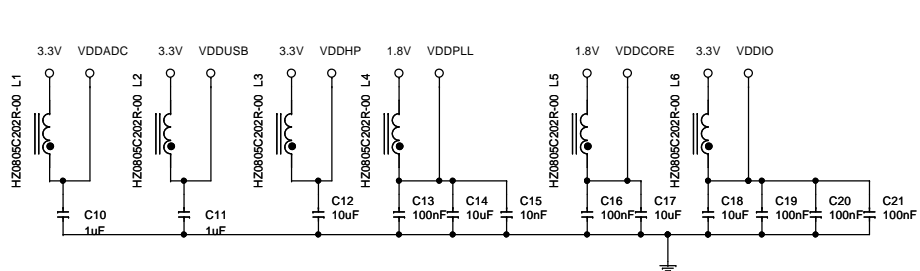 3.3V VDDADC 3.3V VDDUSB 3.3V VDDHP 1.8V VDDPLL 1.8V VDDCORE 3.3V VDDIO
HZ0805C202R-00 L1
HZ0805C202R-00 L2
HZ0805C202R-00 L3
HZ0805C202R-00 L4
HZ0805C202R-00 L5
HZ0805C202R-00 L6
C10
1uF
C11
1uF
C12
10uF
C13
100nF
C14
10uF
C15
10nF
C16
100nF
C17
10uF
C18
10uF
C19
100nF
C20
100nF
C21
100nF